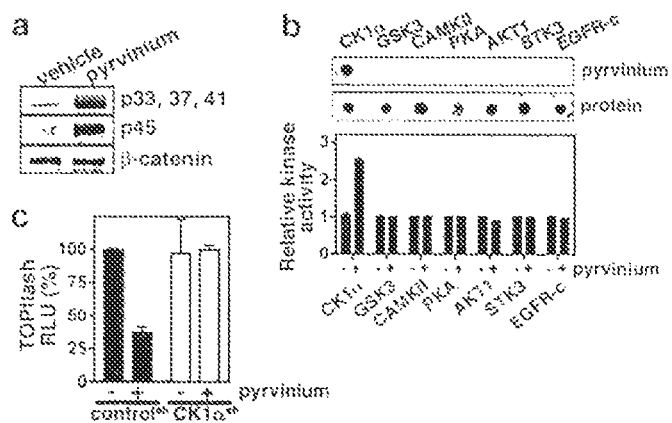 a
vehicle
pyrvinium
p33, 37, 41
p45
β-catenin
b
CK1α
GSK3
CAMKII
PKA
AKT1
STK3
EGFR-c
pyrvinium
protein
Relative kinase
activity
3
2
1
0
- + - + - + - + - + - + - + pyrvinium
CK1α
GSK3
CAMKII
PKA
AKT1
STK3
EGFR-c
c
TOPflash
RLU (%)
100
75
50
25
0
- + - + pyrvinium
control
CK1α